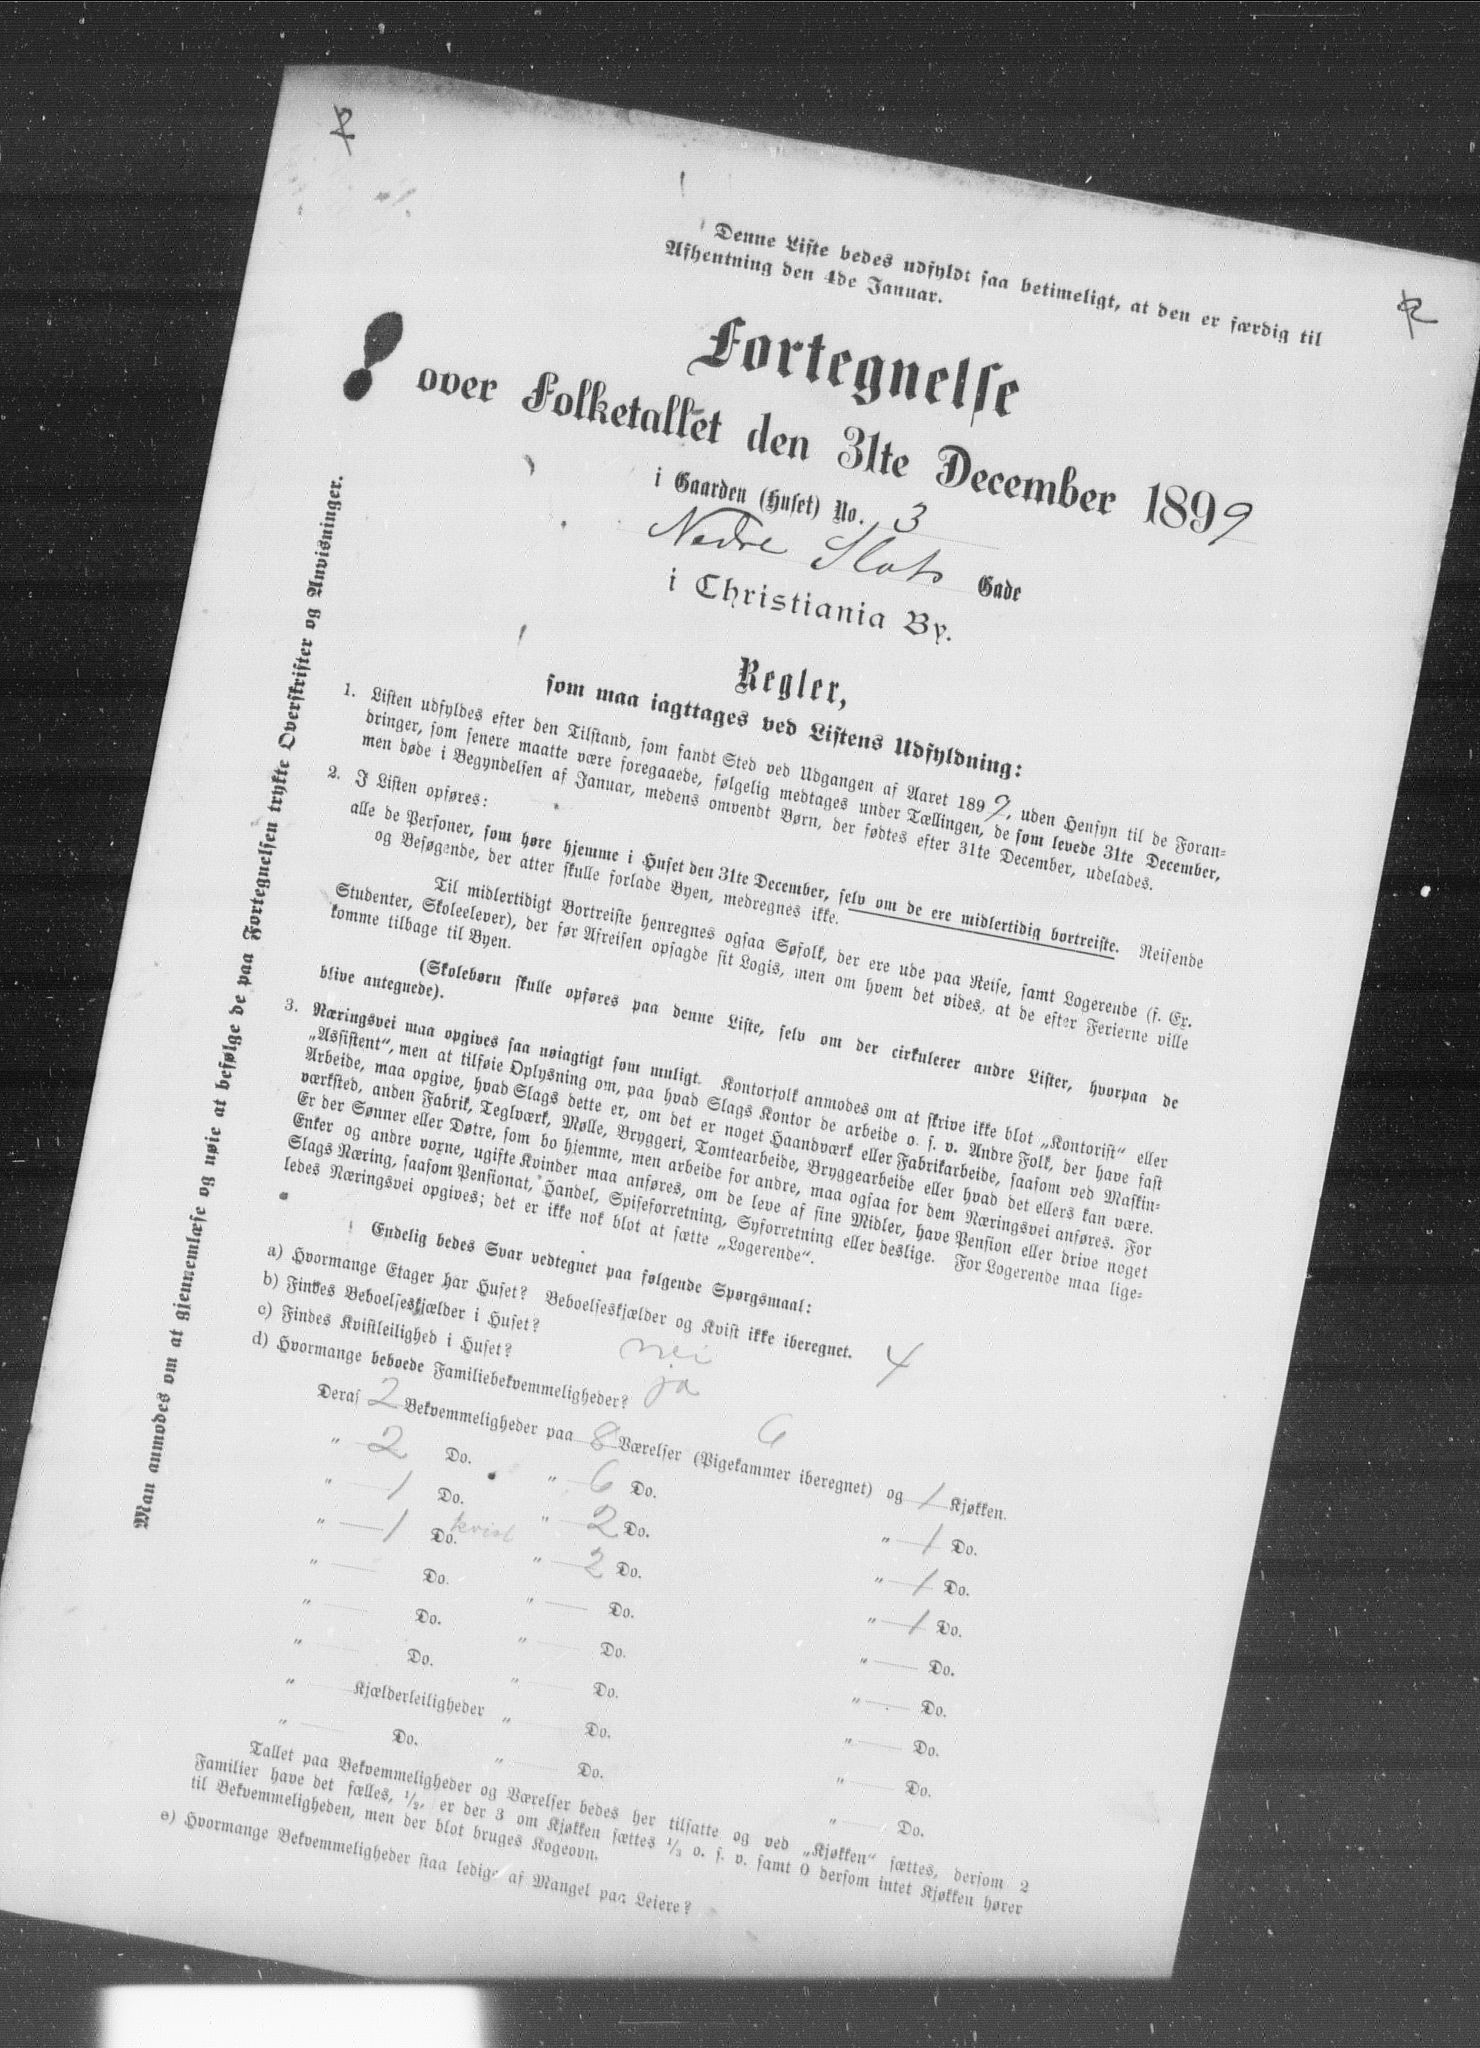 Denne Liste bedes udfyldt saa betimeligt, at den er færdig til
Afhentning den 4de Januar.
Fortegnelse
over Folketallet den 31te December 1899
i Gaarden (Huset) No. 3
Nedre Slots Gade
i Christiania By.
Regler,
som maa iagttages ved Listens Udfyldning:
1. Listen udfyldes efter den Tilstand, som fandt Sted ved Udgangen af Aaret 1899, uden Hensyn til de Foran-
dringer, som senere maatte være foregaaede, følgelig medtages under Tællingen, de som levede 31te December,
men døde i Begyndelsen af Januar, medens omvendt Børn, der fødtes efter 31te December, udelades.
2. I Listen opføres:
alle de Personer, som høre hjemme i Huset den 31te December, selv om de ere midlertidig bortreiste. Reisende
og Besøgende, der atter skulle forlade Byen, medregnes ikke.
Til midlertidigt Bortreiste henregnes ogsaa Søfolk, der ere ude paa Reise, samt Logerende (f. Ex.
Studenter, Skoleelever), der før Afreisen opsagde sit Logis, men om hvem det vides, at de efter Ferierne ville
komme tilbage til Byen.
(Skolebørn skulle opføres paa denne Liste, selv om der cirkulerer andre Lister, hvorpaa de
blive antegnede).
3. Næringsvei maa opgives saa nøiagtigt som muligt. Kontorfolk anmodes om at skrive ikke blot „Kontorist“ eller
„Assistent“, men at tilføie Oplysning om, paa hvad Slags Kontor de arbeide o. s. v. Andre Folk, der have fast
Arbeide, maa opgive, hvad Slags dette er, om det er noget Haandværk eller Fabrikarbeide, saasom ved Maskin-
værksted, anden Fabrik, Teglværk, Mølle, Bryggeri, Tomtearbeide, Bryggearbeide eller hvad det ellers kan være.
Er der Sønner eller Døtre, som bo hjemme, men arbeide for andre, maa ogsaa for dem Næringsvei anføres. For
Enker og andre voxne, ugifte Kvinder maa anføres, om de leve af sine Midler, have Pension eller drive noget
Slags Næring, saasom Pensionat, Handel, Spiseforretning, Syforretning eller deslige. For Logerende maa lige-
ledes Næringsvei opgives; det er ikke nok blot at sætte „Logerende“.
Endelig bedes Svar vedtegnet paa følgende Spørgsmaal:
a) Hvormange Etager har Huset? Beboelseskjælder og Kvist ikke iberegnet. 4
b) Findes Beboelseskjælder i Huset? nei
c) Findes Kvistleilighed i Huset? ja
d) Hvormange beboede Familiebekvemmeligheder? 6
Deraf 2 Bekvemmeligheder paa 8 Værelser (Pigekammer iberegnet) og 1 Kjøkken.
" 2 Do. " 6 Do. " 1 Do.
" 1 Do. " 2 Do. " 1 Do.
" 1 Do. kvist " 2 Do. " 1 Do.
" Do. " Do. " Do.
" Do. " Do. " Do.
" Do. " Do. " Do.
" Kjælderleiligheder " Do. " Do.
" Do. " Do. " Do.
Tallet paa Bekvemmeligheder og Værelser bedes her tilsatte og ved „Kjøkken“ sættes, dersom 2
Familier have det fælles, 1/2, er der 3 om Kjøkken sættes 1/3 o. s. v. samt 0 dersom intet Kjøkken hører
til Bekvemmeligheden, men der blot bruges Kogeovn.
e) Hvormange Bekvemmeligheder staa ledige af Mangel paa Leiere?
Man anmodes om at gjennemlæse og nøie at befølge de paa Fortegnelsen trykte Overskrifter og Anvisninger.